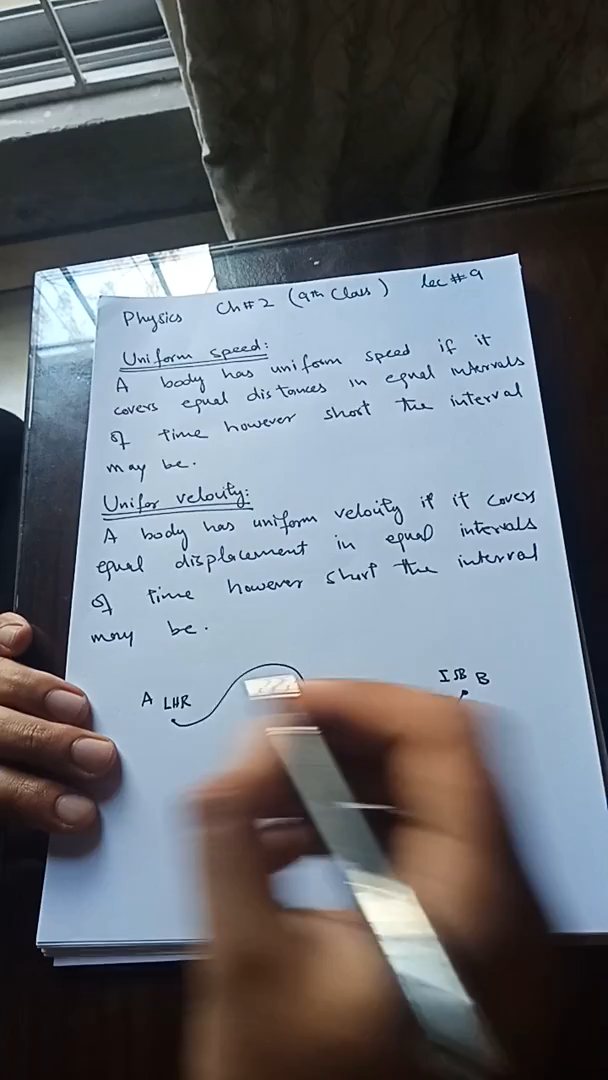 Physics Ch#2 (9th Class) Lec #9
Uniform speed:
A body has uniform speed if it
covers equal distances in equal intervals
of time however short the interval
may be.
Unifor velocity:
A body has uniform velocity if it covers
equal displacement in equal intervals
of time however short the interval
may be.
A LHR ISB B